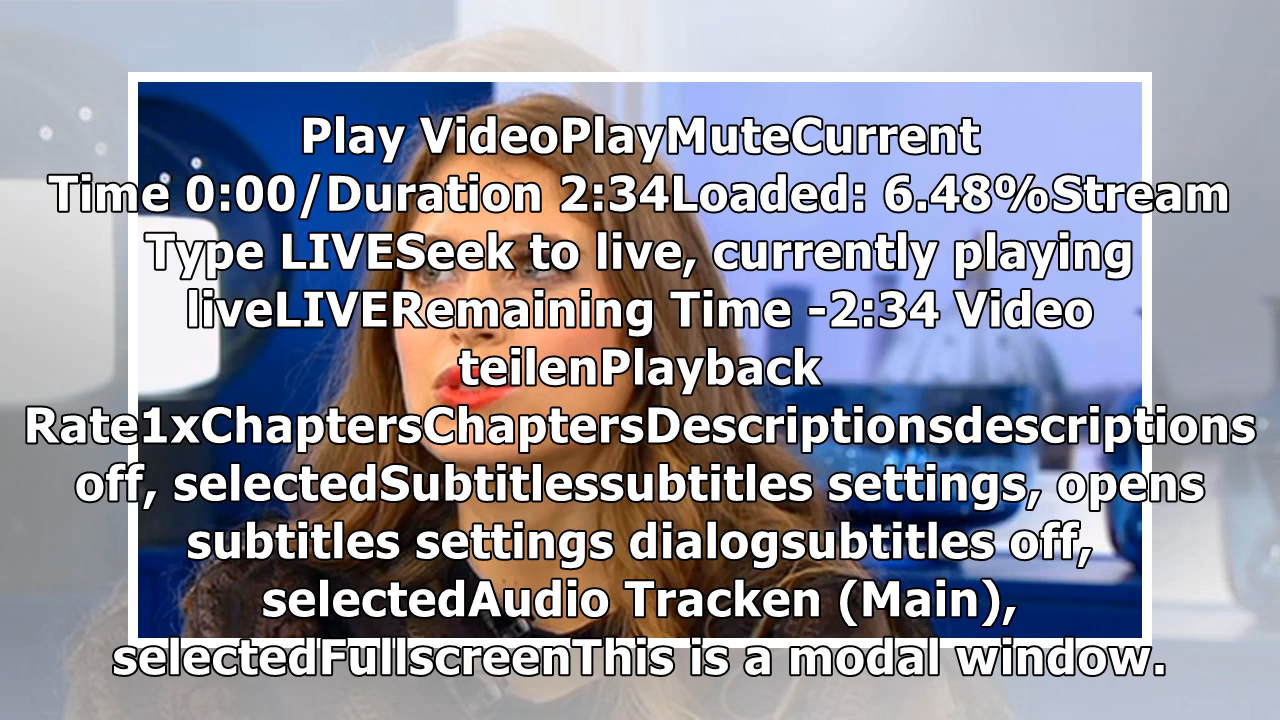 Play VideoPlayMuteCurrent
Time 0:00/Duration 2:34Loaded: 6.48%Stream
Type LIVESeek to live, currently playing
liveLIVERemaining Time -2:34 Video
teilenPlayback
Rate1xChaptersChaptersDescriptionsdescriptions
off, selectedSubtitlessubtitles settings, opens
subtitles settings dialogsubtitles off,
selectedAudio Tracken (Main),
selectedFullscreenThis is a modal window.